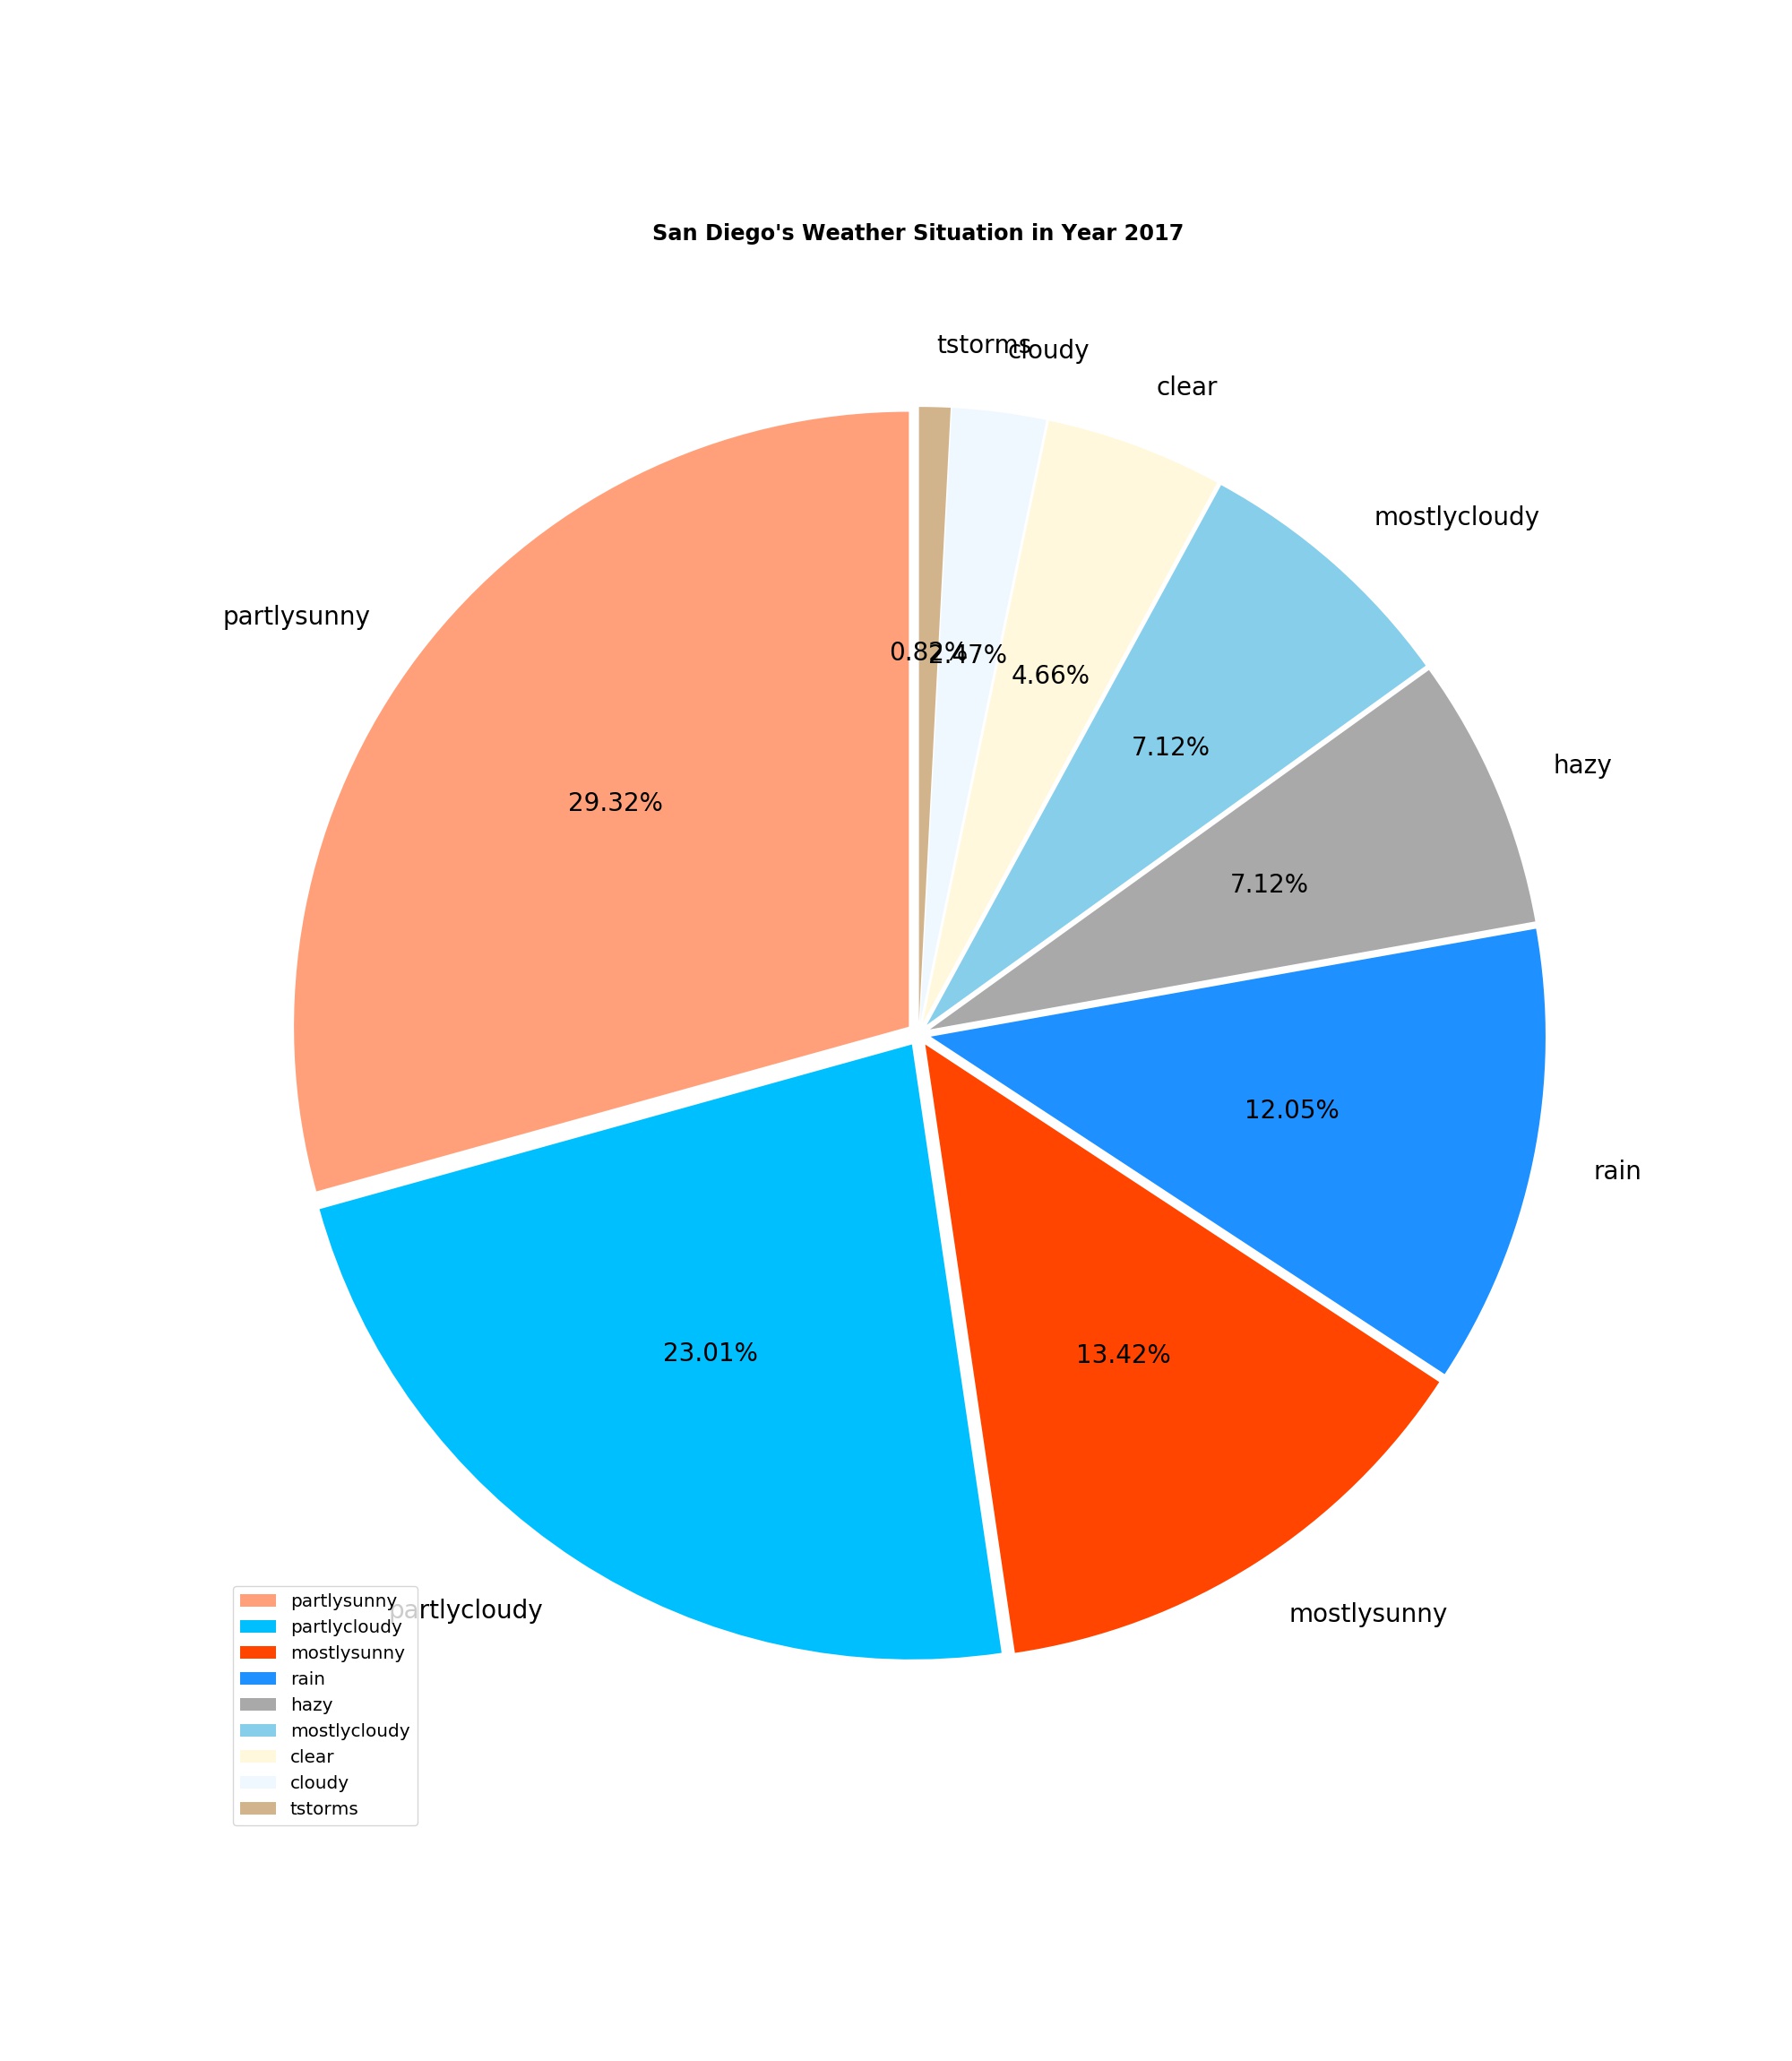 San Diego's Weather Situation in Year 2017
tstorms
cloudy
clear
mostlycloudy
partlysunny
0.82%
2.47%
4.66%
7.12%
hazy
29.32%
7.12%
12.05%
rain
23.01%
13.42%
partlycloudy
mostlysunny
partlysunny
partlycloudy
mostlysunny
rain
hazy
mostlycloudy
clear
cloudy
tstorms